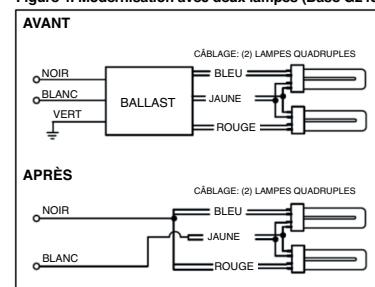 AVANT
CÂBLAGE: (2) LAMPES QUADRUPLES
NOIR
BLEU
BLANC
BALLAST
JAUNE
VERT
ROUGE
APRÈS
CÂBLAGE: (2) LAMPES QUADRUPLES
NOIR
BLEU
JAUNE
BLANC
ROUGE